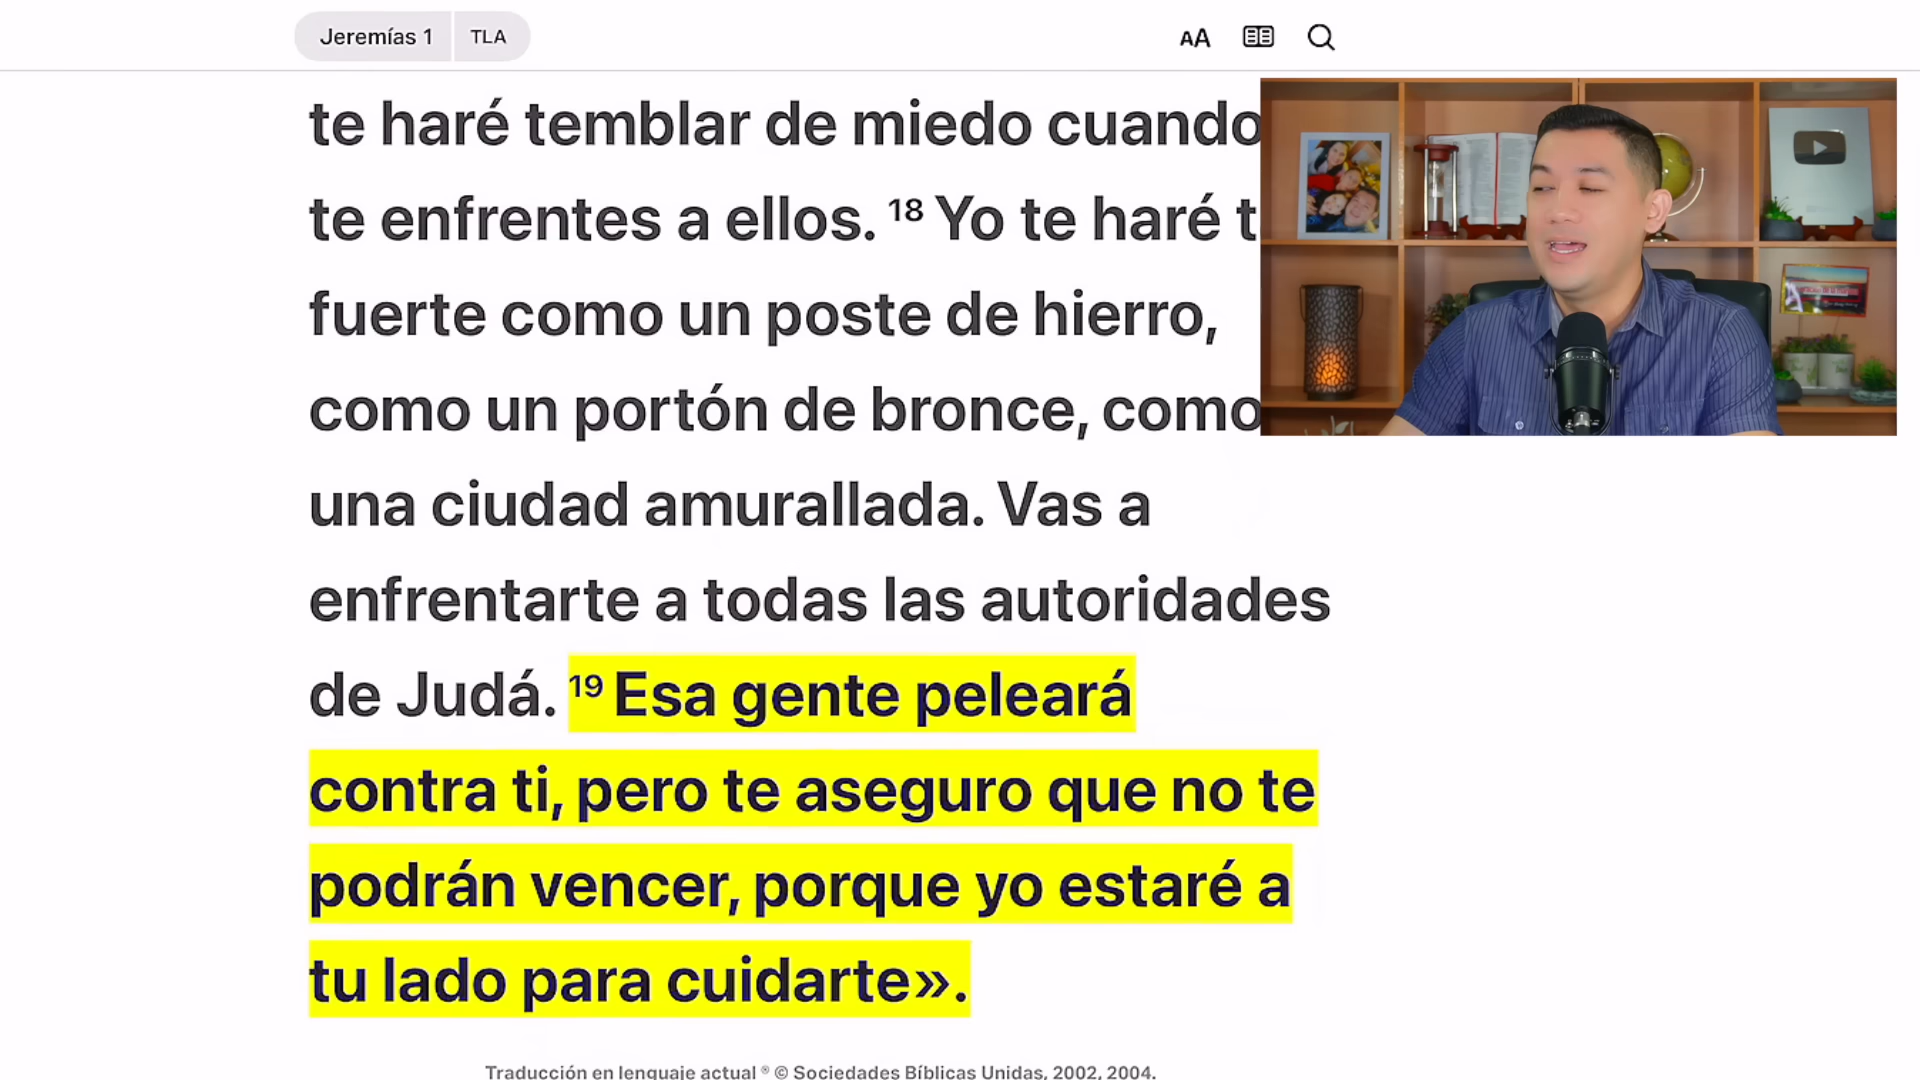 Jeremías 1 TLA AA
te haré temblar de miedo cuando
te enfrentes a ellos. 18 Yo te haré t
fuerte como un poste de hierro,
como un portón de bronce, como
una ciudad amurallada. Vas a
enfrentarte a todas las autoridades
de Judá. 19 Esa gente peleará
contra ti, pero te aseguro que no te
podrán vencer, porque yo estaré a
tu lado para cuidarte».
Traducción en lenguaje actual ® © Sociedades Bíblicas Unidas, 2002, 2004.